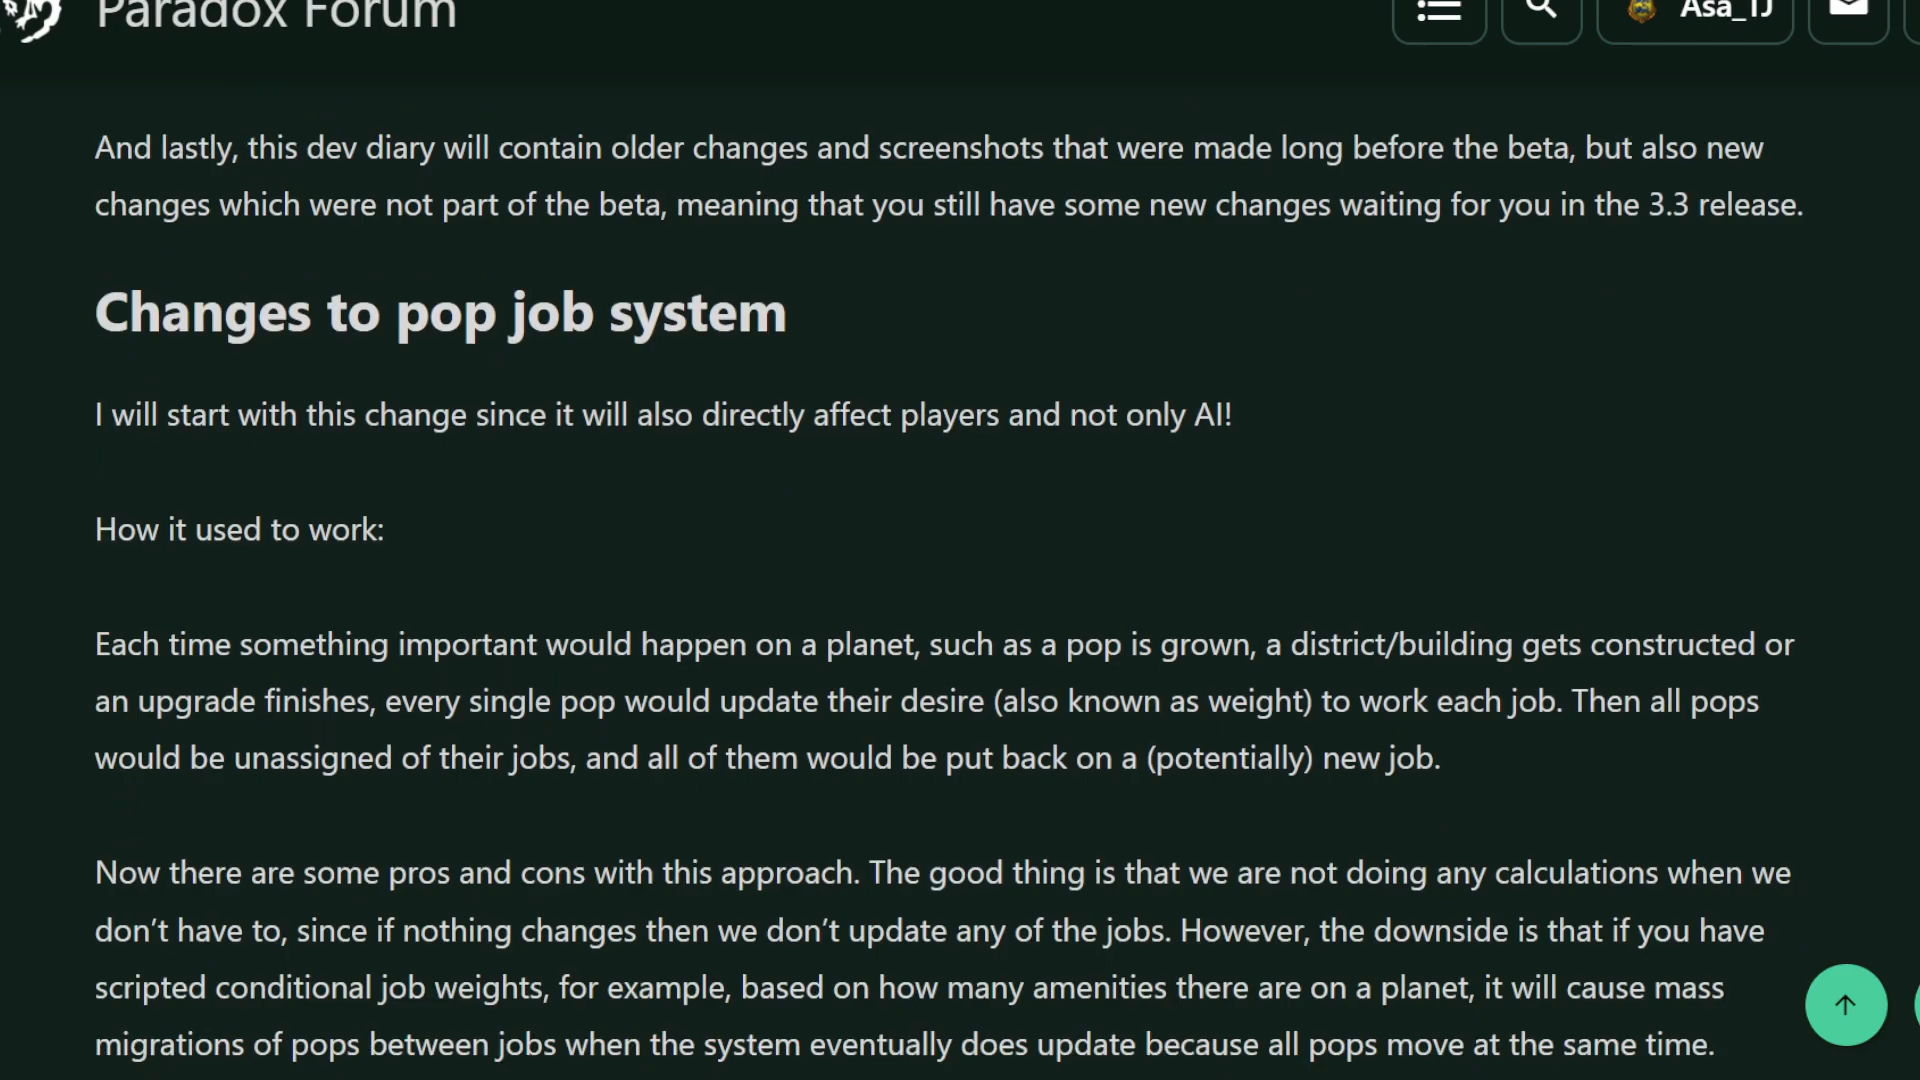 Paradox Forum
Asa_TJ
And lastly, this dev diary will contain older changes and screenshots that were made long before the beta, but also new
changes which were not part of the beta, meaning that you still have some new changes waiting for you in the 3.3 release.
Changes to pop job system
I will start with this change since it will also directly affect players and not only AI!
How it used to work:
Each time something important would happen on a planet, such as a pop is grown, a district/building gets constructed or
an upgrade finishes, every single pop would update their desire (also known as weight) to work each job. Then all pops
would be unassigned of their jobs, and all of them would be put back on a (potentially) new job.
Now there are some pros and cons with this approach. The good thing is that we are not doing any calculations when we
don’t have to, since if nothing changes then we don’t update any of the jobs. However, the downside is that if you have
scripted conditional job weights, for example, based on how many amenities there are on a planet, it will cause mass
migrations of pops between jobs when the system eventually does update because all pops move at the same time.